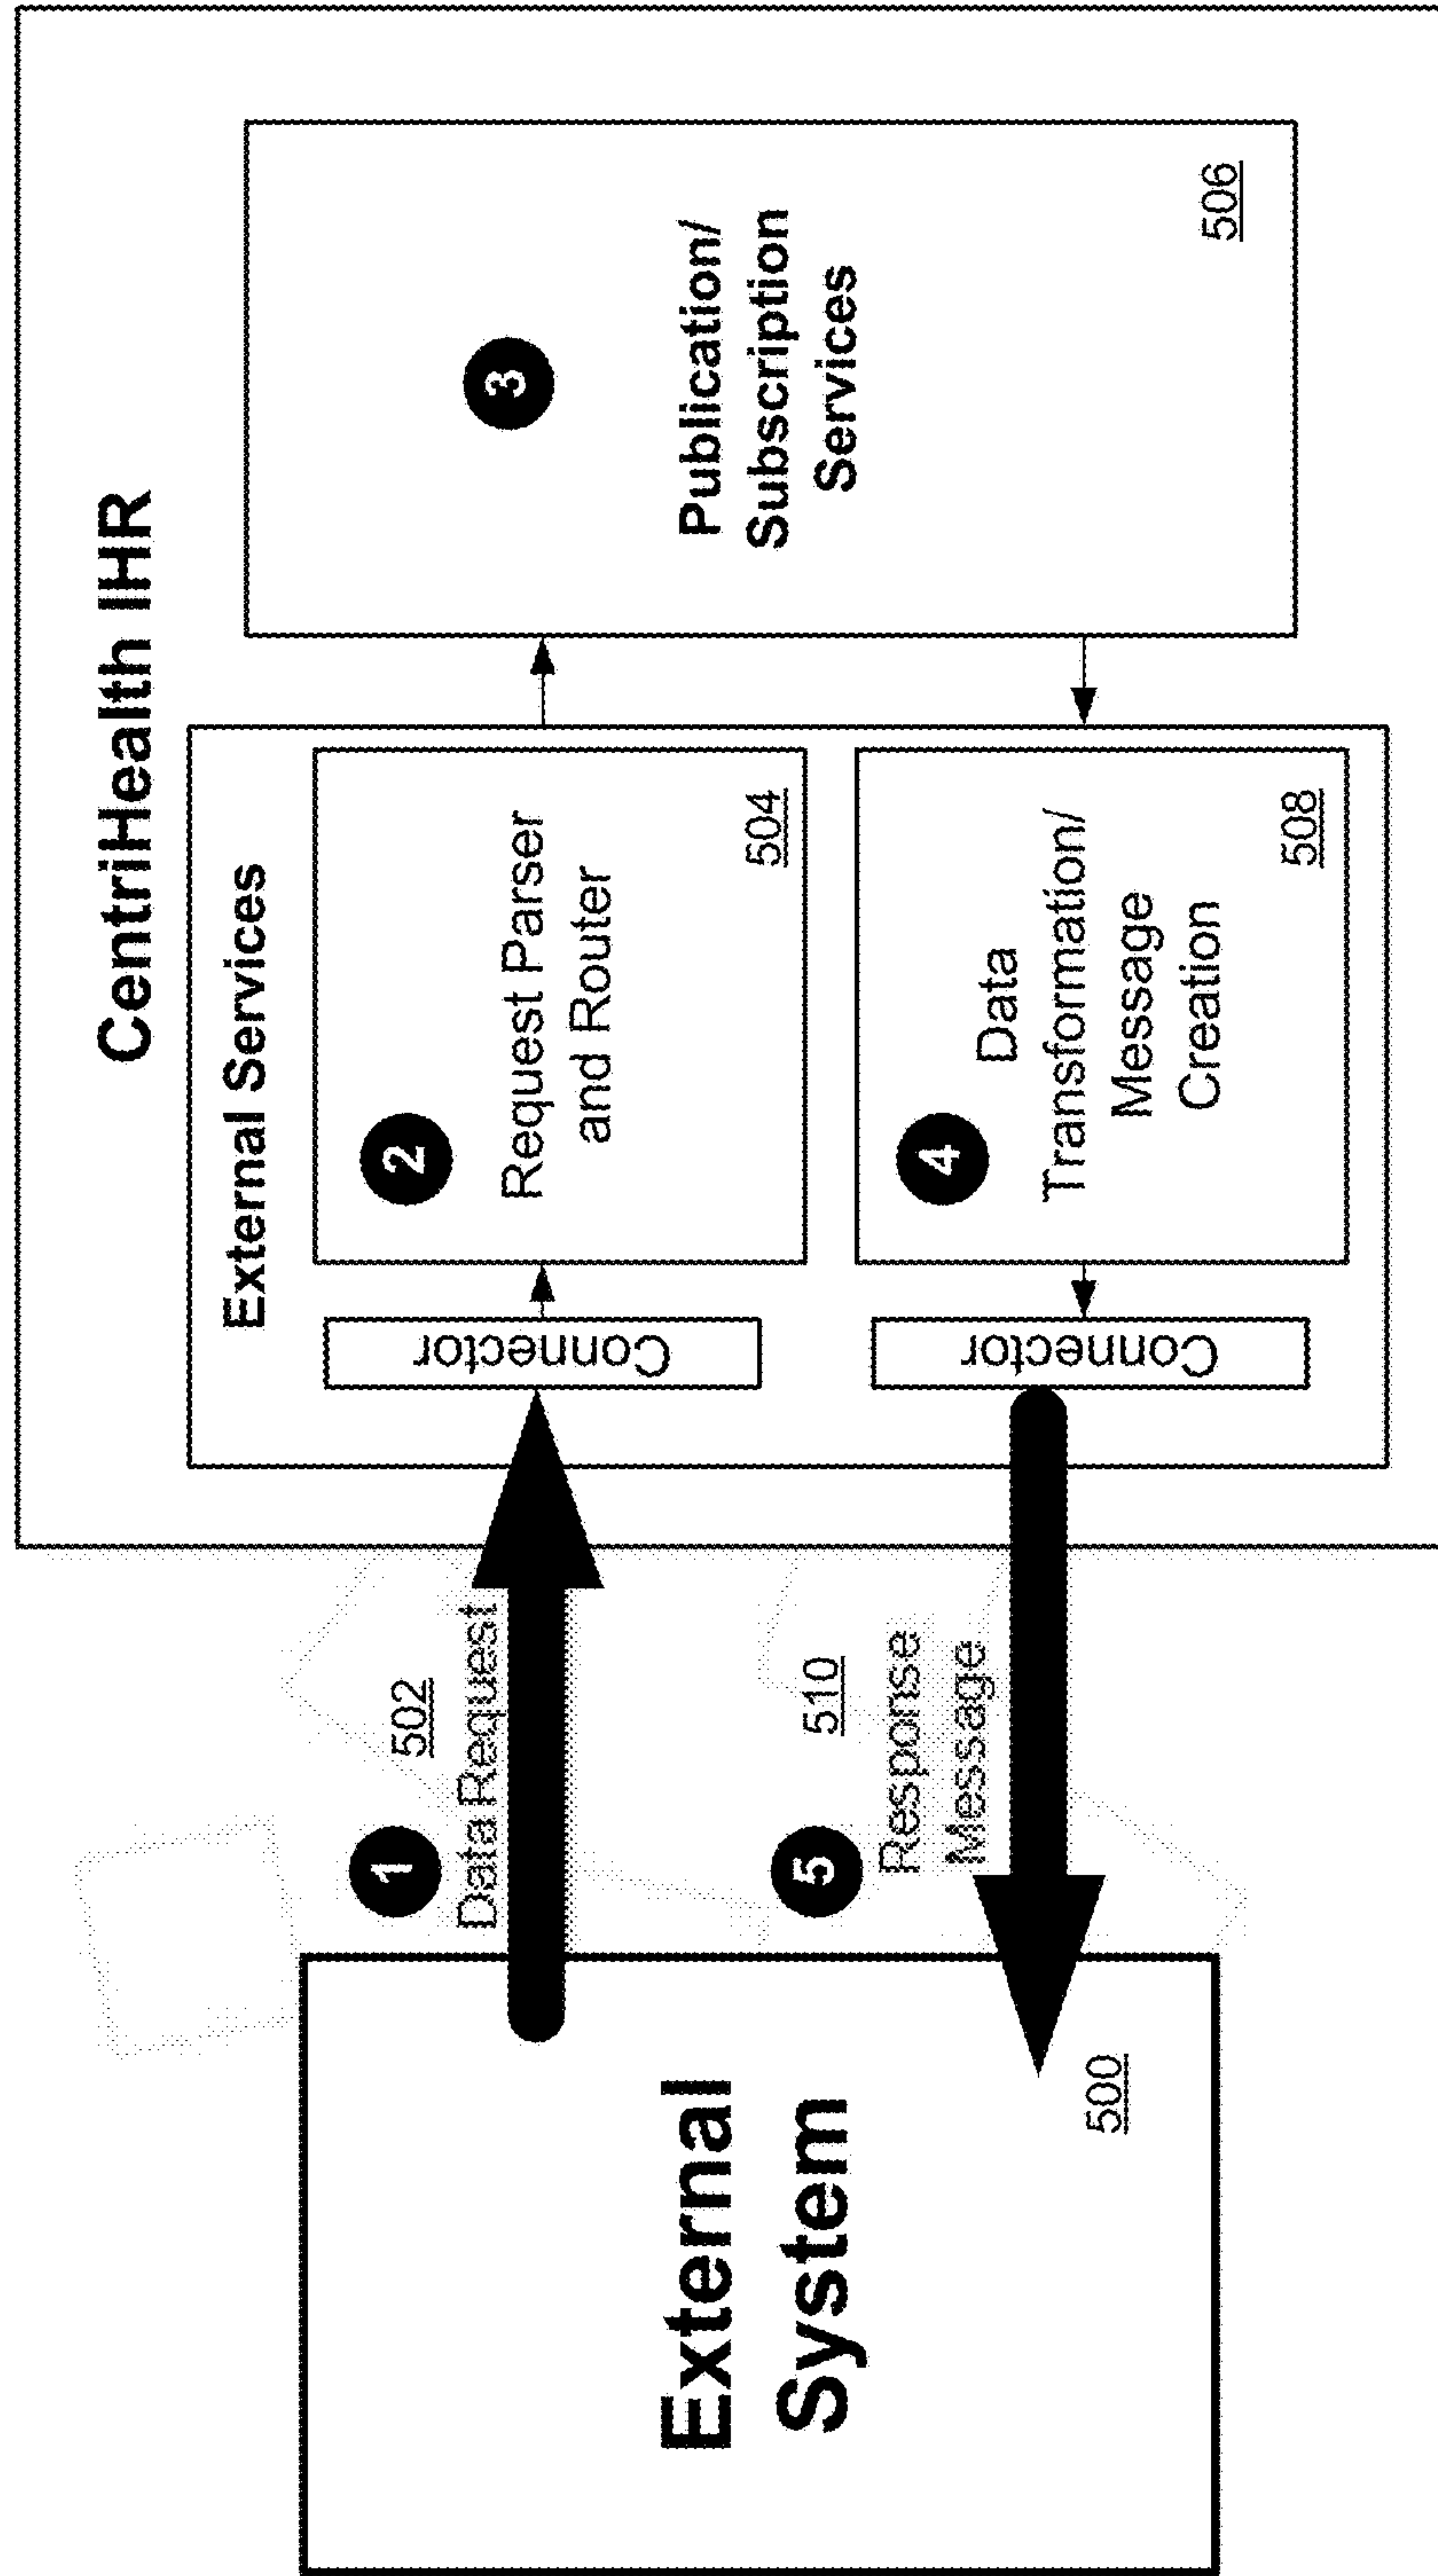 CentriHealth IHR
External Services
1
502
Data Request
Connector
2
Request Parser
and Router
504
3
Publication/
Subscription
Services
506
4
Data
Transformation/
Message
Creation
508
Connector
5
510
Response
Message
External
System
500